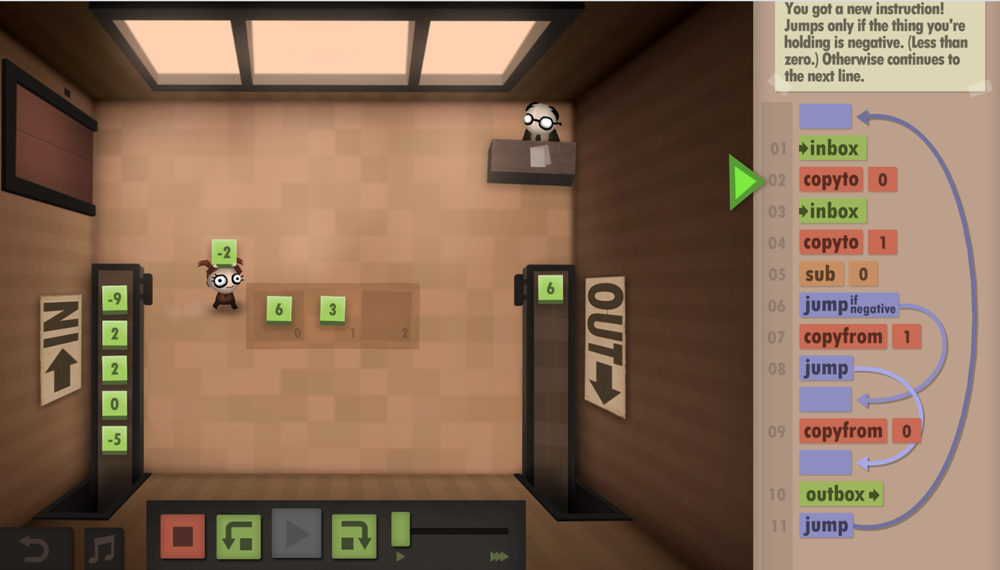 You got a new instruction!
Jumps only if the thing you're
holding is negative. (Less than
zero.) Otherwise continues to
the next line.
01 inbox
02 copyto 0
03 inbox
04 copyto 1
05 sub 0
06 jump if negative
07 copyfrom 1
08 jump
09 copyfrom 0
10 outbox
11 jump
-2
IN
-9
2
2
0
-5
6 3
0 1 2
6
OUT